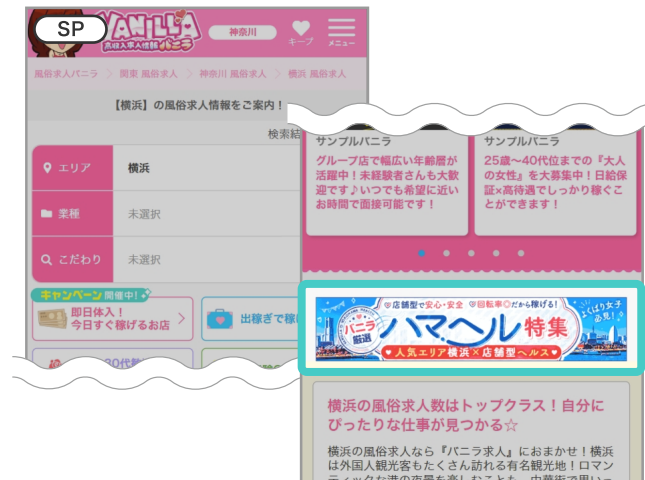 SP
VANiLLA
高収入求人情報 バニラ
神奈川
キープ
メニュー
風俗求人バニラ > 関東 風俗求人 > 神奈川 風俗求人 > 横浜 風俗求人
【横浜】の風俗求人情報をご案内！
検索結
エリア
横浜
業種
未選択
こだわり
未選択
キャンペーン開催中！
即日体入！
今日すぐ稼げるお店
出稼ぎで稼
サンプルバニラ
グループ店で幅広い年齢層が
活躍中！未経験者さんも大歓
迎です♪いつでも希望に近い
お時間で面接可能です！
サンプルバニラ
25歳〜40位までの『大人
の女性』を大募集中！日給保
証×高待遇でしっかり稼ぐこ
とができます！
店舗型で安心・安全 回転率◎だから稼げる！
よくばり女子
必見！
バニラ
厳選
ハマヘル特集
人気エリア横浜×店舗型ヘルス
横浜の風俗求人数はトップクラス！自分に
ぴったりな仕事が見つかる☆
横浜の風俗求人なら『バニラ求人』におまかせ！横浜
は外国人観光客もたくさん訪れる有名観光地！ロマン